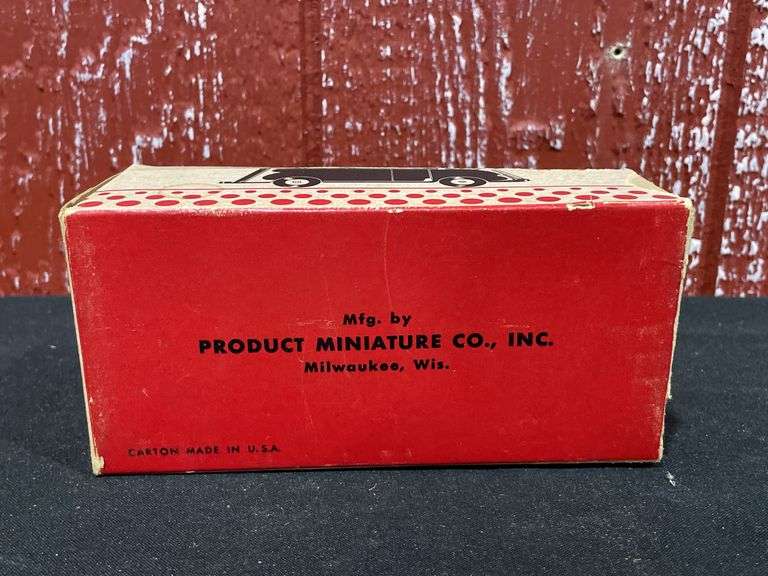 Mfg. by
PRODUCT MINIATURE CO., INC.
Milwaukee, Wis.
CARTON MADE IN U.S.A.